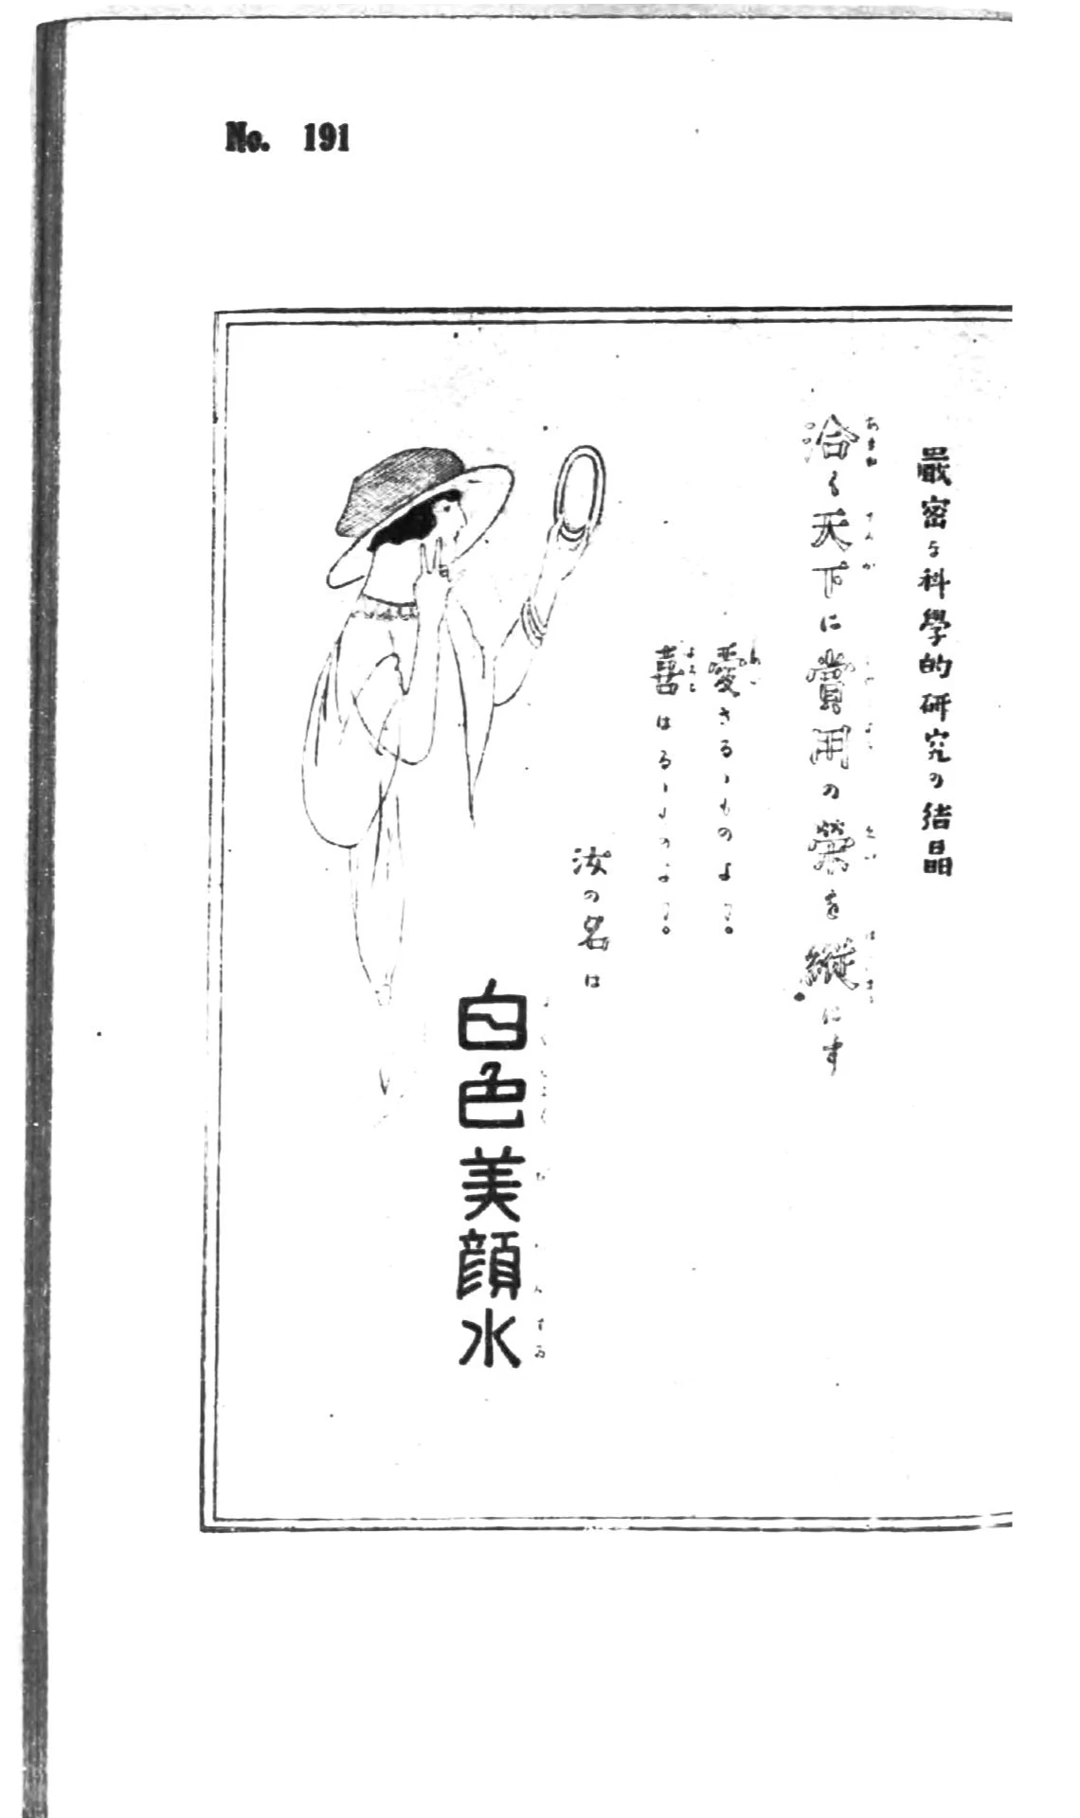 No. 191
嚴密な科學的研究の結晶
洽く天下に賞用の榮を縱にす
愛さるゝものよ？。
喜はるゝものよ？。
汝の名は
白色美顔水